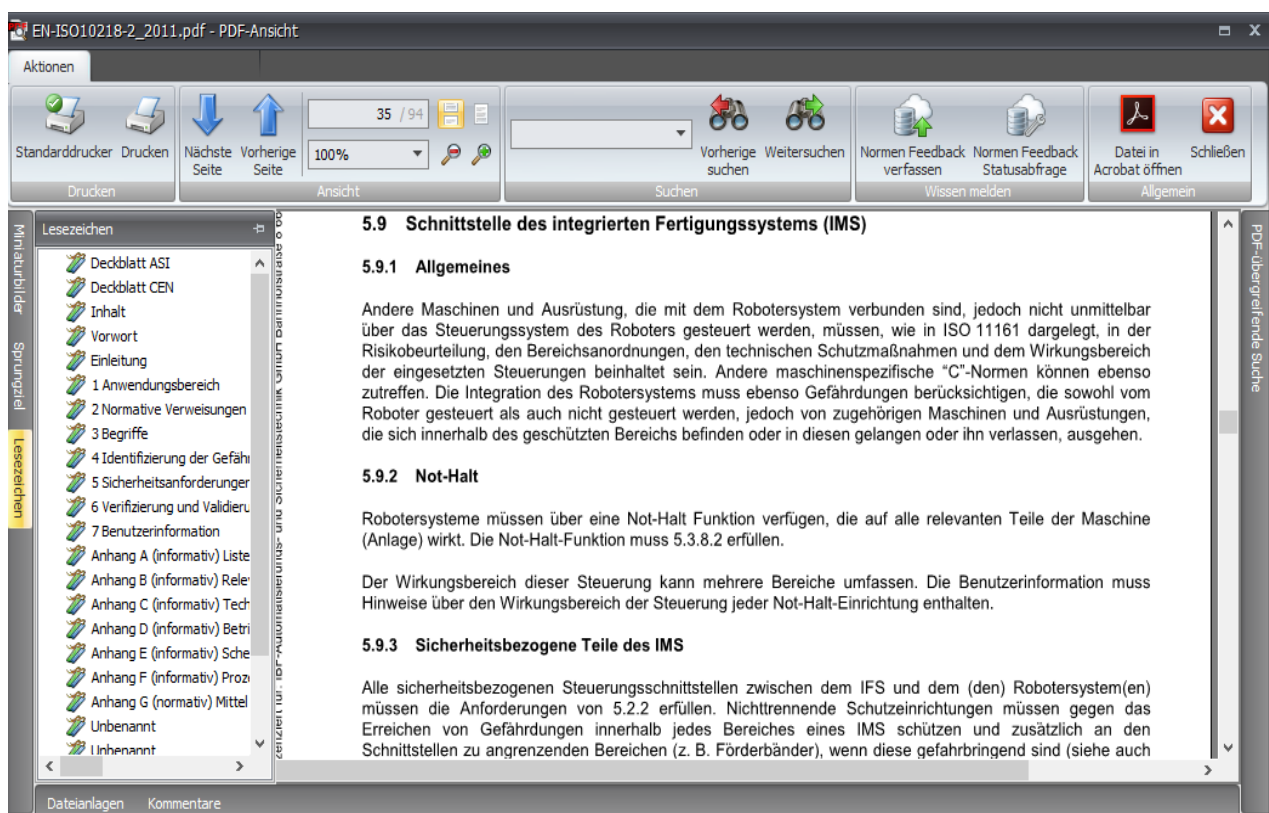 EN-ISO10218-2_2011.pdf - PDF-Ansicht
Aktionen
35 / 94
100%
Standarddrucker
Drucken
Nächste Seite
Vorherige Seite
Vorherige suchen
Weitersuchen
Normen Feedback verfassen
Normen Feedback Statusabfrage
Datei in Acrobat öffnen
Schließen
Drucken
Ansicht
Suchen
Wissen melden
Allgemein
Miniaturbilder
Sprungziel
Lesezeichen
Lesezeichen
Deckblatt ASI
Deckblatt CEN
Inhalt
Vorwort
Einleitung
1 Anwendungsbereich
2 Normative Verweisungen
3 Begriffe
4 Identifizierung der Gefähr
5 Sicherheitsanforderunger
6 Verifizierung und Validieru
7 Benutzerinformation
Anhang A (informativ) Liste
Anhang B (informativ) Rele
Anhang C (informativ) Tech
Anhang D (informativ) Betri
Anhang E (informativ) Sche
Anhang F (informativ) Proze
Anhang G (normativ) Mittel
Unbenannt
Unbenannt
5.9 Schnittstelle des integrierten Fertigungssystems (IMS)
5.9.1 Allgemeines
Andere Maschinen und Ausrüstung, die mit dem Robotersystem verbunden sind, jedoch nicht unmittelbar
über das Steuerungssystem des Roboters gesteuert werden, müssen, wie in ISO 11161 dargelegt, in der
Risikobeurteilung, den Bereichsanordnungen, den technischen Schutzmaßnahmen und dem Wirkungsbereich
der eingesetzten Steuerungen beinhaltet sein. Andere maschinenspezifische “C”-Normen können ebenso
zutreffen. Die Integration des Robotersystems muss ebenso Gefährdungen berücksichtigen, die sowohl vom
Roboter gesteuert als auch nicht gesteuert werden, jedoch von zugehörigen Maschinen und Ausrüstungen,
die sich innerhalb des geschützten Bereichs befinden oder in diesen gelangen oder ihn verlassen, ausgehen.
5.9.2 Not-Halt
Robotersysteme müssen über eine Not-Halt Funktion verfügen, die auf alle relevanten Teile der Maschine
(Anlage) wirkt. Die Not-Halt-Funktion muss 5.3.8.2 erfüllen.
Der Wirkungsbereich dieser Steuerung kann mehrere Bereiche umfassen. Die Benutzerinformation muss
Hinweise über den Wirkungsbereich der Steuerung jeder Not-Halt-Einrichtung enthalten.
5.9.3 Sicherheitsbezogene Teile des IMS
Alle sicherheitsbezogenen Steuerungsschnittstellen zwischen dem IFS und dem (den) Robotersystem(en)
müssen die Anforderungen von 5.2.2 erfüllen. Nichttrennende Schutzeinrichtungen müssen gegen das
Erreichen von Gefährdungen innerhalb jedes Bereiches eines IMS schützen und zusätzlich an den
Schnittstellen zu angrenzenden Bereichen (z. B. Förderbänder), wenn diese gefahrbringend sind (siehe auch
PDF-übergreifende Suche
Dateianlagen
Kommentare